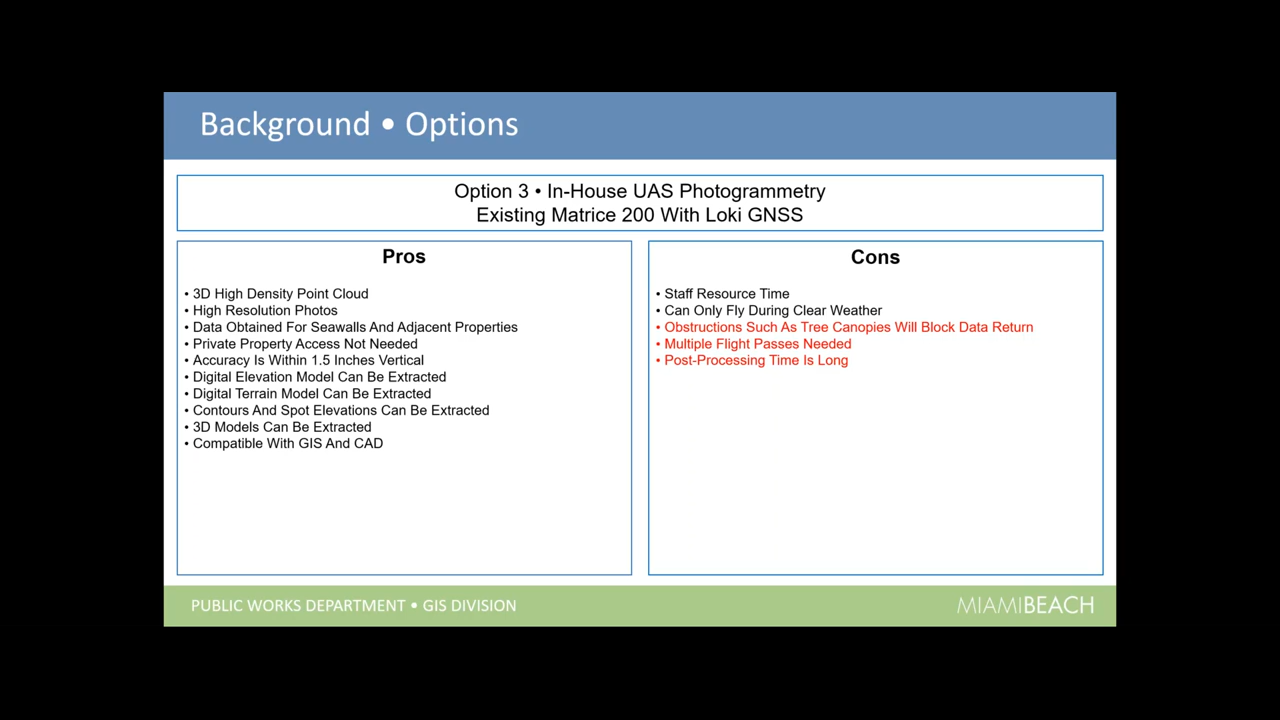 Background • Options
Option 3 • In-House UAS Photogrammetry
Existing Matrice 200 With Loki GNSS
Pros
• 3D High Density Point Cloud
• High Resolution Photos
• Data Obtained For Seawalls And Adjacent Properties
• Private Property Access Not Needed
• Accuracy Is Within 1.5 Inches Vertical
• Digital Elevation Model Can Be Extracted
• Digital Terrain Model Can Be Extracted
• Contours And Spot Elevations Can Be Extracted
• 3D Models Can Be Extracted
• Compatible With GIS And CAD
Cons
• Staff Resource Time
• Can Only Fly During Clear Weather
• Obstructions Such As Tree Canopies Will Block Data Return
• Multiple Flight Passes Needed
• Post-Processing Time Is Long
PUBLIC WORKS DEPARTMENT • GIS DIVISION
MIAMIBEACH